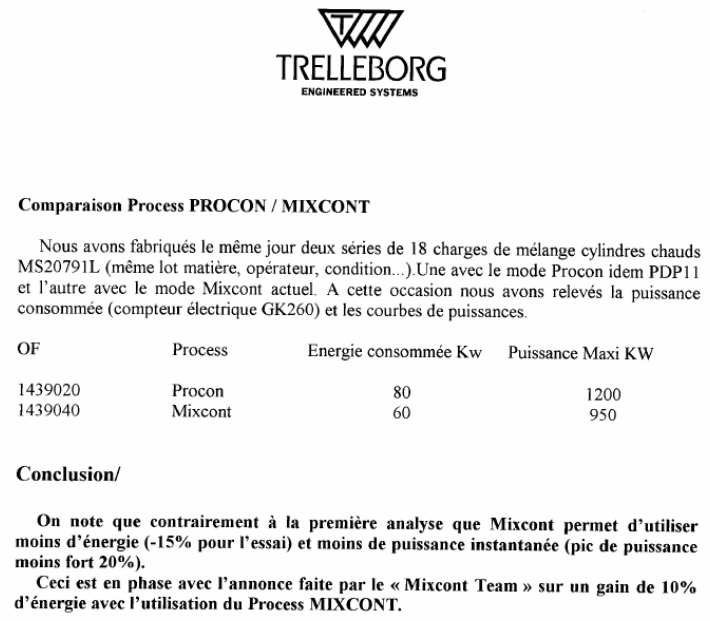 TRELLEBORG
ENGINEERED SYSTEMS
Comparaison Process PROCON / MIXCONT
Nous avons fabriqués le même jour deux séries de 18 charges de mélange cylindres chauds
MS20791L (même lot matière, opérateur, condition...).Une avec le mode Procon idem PDP11
et l'autre avec le mode Mixcont actuel. A cette occasion nous avons relevés la puissance
consommée (compteur électrique GK260) et les courbes de puissances.
OF Process Energie consommée Kw Puissance Maxi KW
1439020 Procon 80 1200
1439040 Mixcont 60 950
Conclusion/
On note que contrairement à la première analyse que Mixcont permet d'utiliser
moins d'énergie (-15% pour l'essai) et moins de puissance instantanée (pic de puissance
moins fort 20%).
Ceci est en phase avec l'annonce faite par le « Mixcont Team » sur un gain de 10%
d'énergie avec l'utilisation du Process MIXCONT.